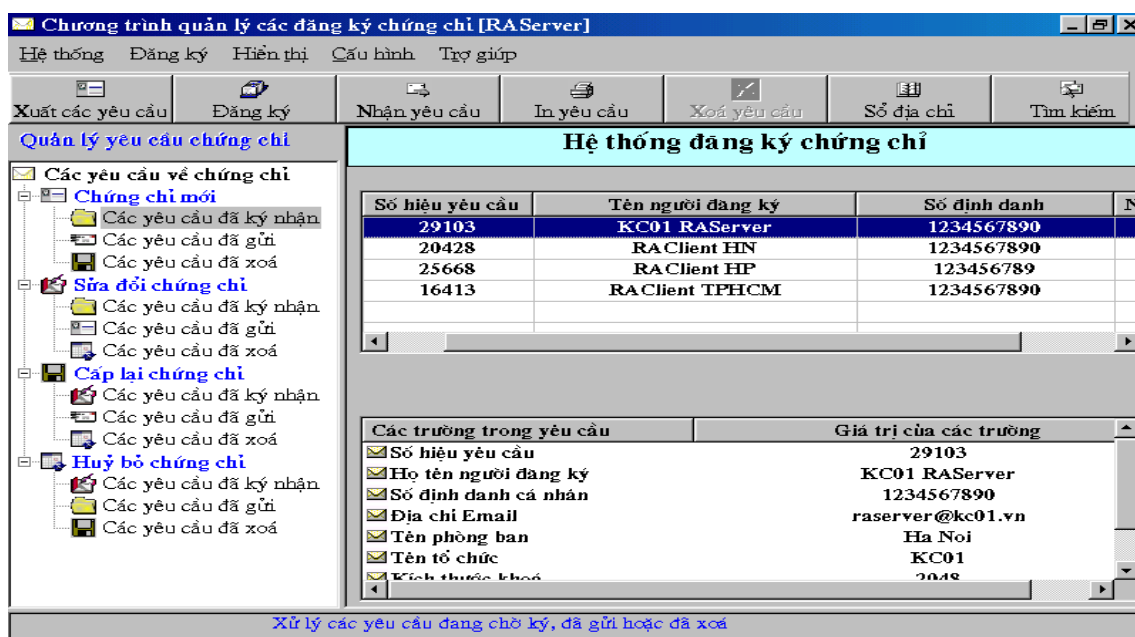 Chương trình quản lý các đăng ký chứng chỉ [RAServer]
Hệ thống Đăng ký Hiển thị Cấu hình Trợ giúp
Xuất các yêu cầu Đăng ký Nhận yêu cầu In yêu cầu Xoá yêu cầu Sổ địa chỉ Tìm kiếm
Quản lý yêu cầu chứng chỉ
Các yêu cầu về chứng chỉ
Chứng chỉ mới
Các yêu cầu đã ký nhận
Các yêu cầu đã gửi
Các yêu cầu đã xoá
Sửa đổi chứng chỉ
Các yêu cầu đã ký nhận
Các yêu cầu đã gửi
Các yêu cầu đã xoá
Cấp lại chứng chỉ
Các yêu cầu đã ký nhận
Các yêu cầu đã gửi
Các yêu cầu đã xoá
Huỷ bỏ chứng chỉ
Các yêu cầu đã ký nhận
Các yêu cầu đã gửi
Các yêu cầu đã xoá
Hệ thống đăng ký chứng chỉ
Số hiệu yêu cầu Tên người đăng ký Số định danh N
29103 KC01 RAServer 1234567890
20428 RAClient HN 1234567890
25668 RAClient HP 123456789
16413 RAClient TPHCM 1234567890
Các trường trong yêu cầu Giá trị của các trường
Số hiệu yêu cầu 29103
Họ tên người đăng ký KC01 RAServer
Số định danh cá nhân 1234567890
Địa chỉ Email raserver@kc01.vn
Tên phòng ban Ha Noi
Tên tổ chức KC01
Kích thước khoá 2048
Xử lý các yêu cầu đang chờ ký, đã gửi hoặc đã xoá